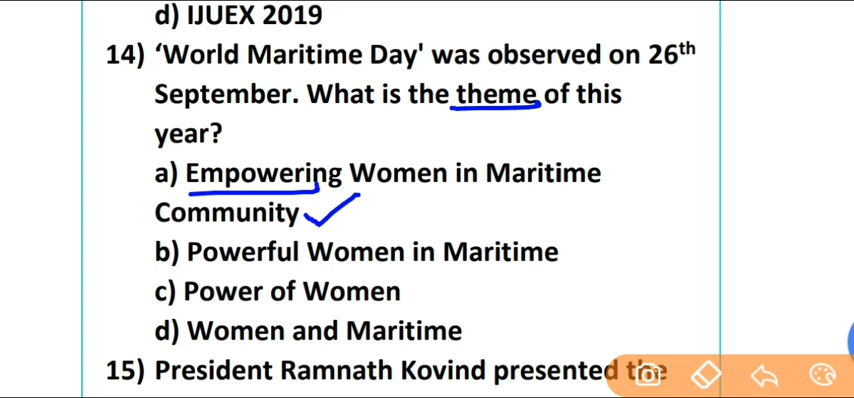 d) IJUEX 2019
14) ‘World Maritime Day' was observed on 26th
September. What is the theme of this
year?
a) Empowering Women in Maritime
Community
b) Powerful Women in Maritime
c) Power of Women
d) Women and Maritime
15) President Ramnath Kovind presented the